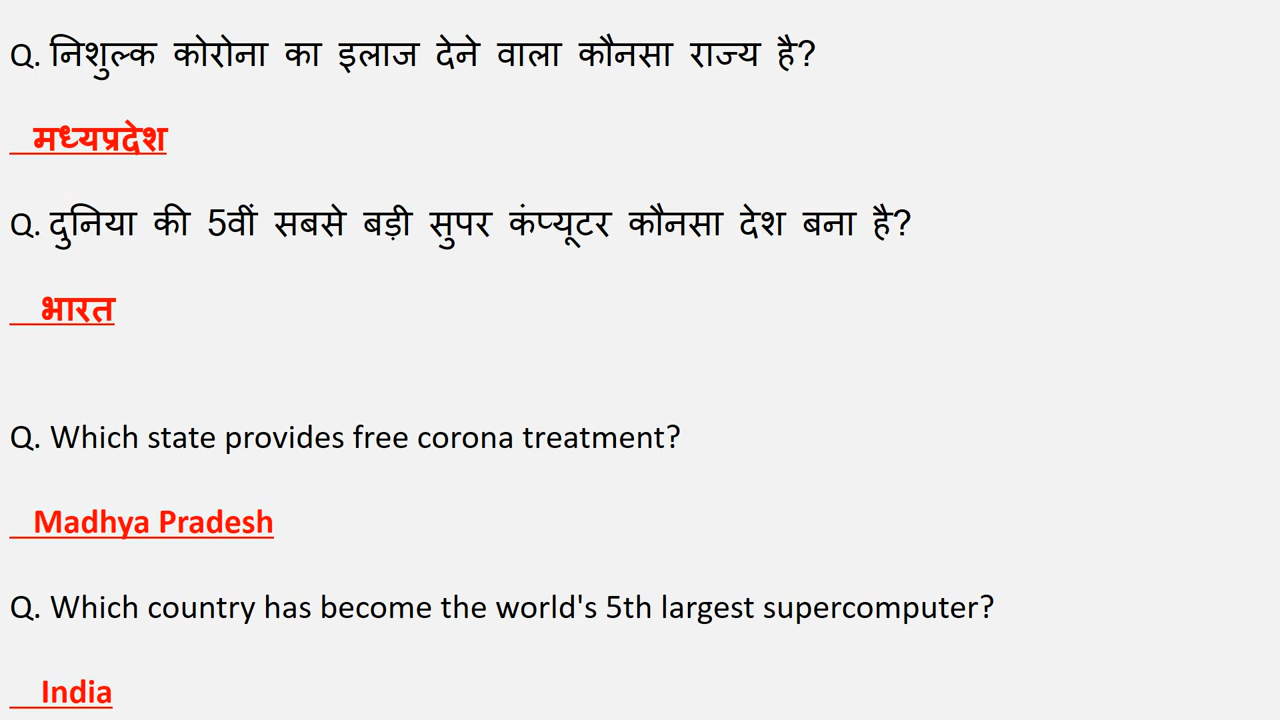 Q. निशुल्क कोरोना का इलाज देने वाला कौनसा राज्य है?
मध्यप्रदेश
Q. दुनिया की 5वीं सबसे बड़ी सुपर कंप्यूटर कौनसा देश बना है?
भारत
Q. Which state provides free corona treatment?
Madhya Pradesh
Q. Which country has become the world's 5th largest supercomputer?
India